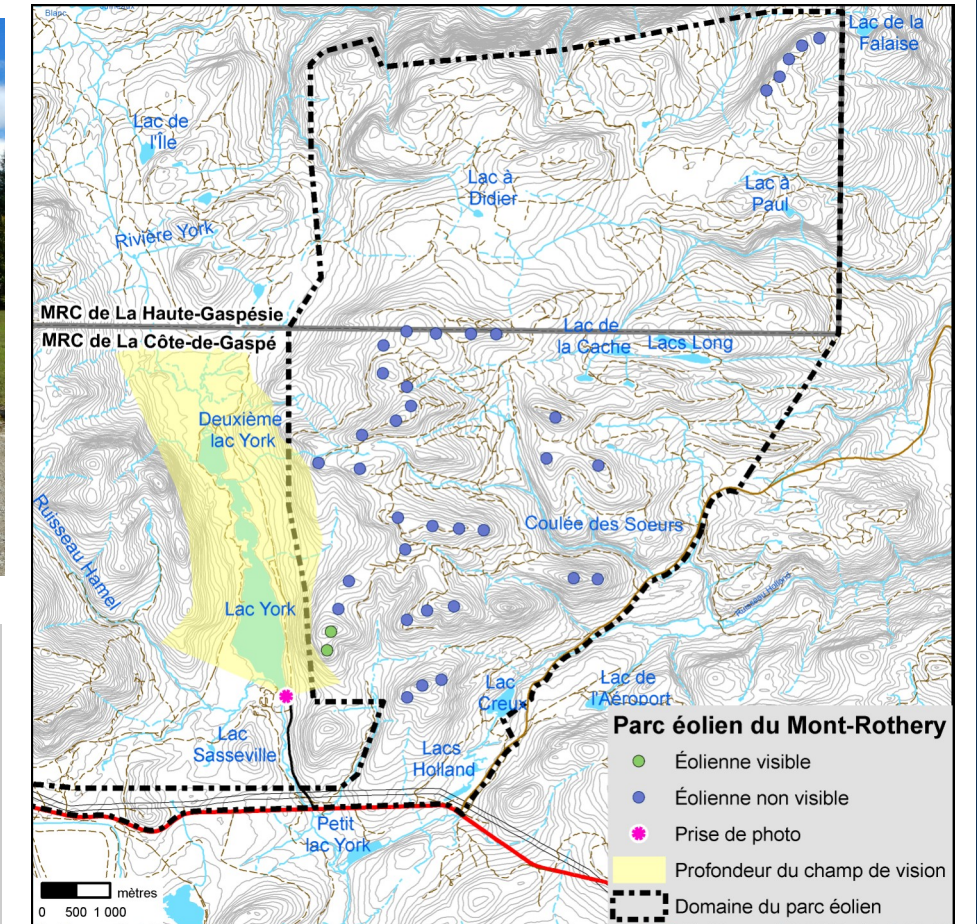 Blanc
Lac de la
Falaise
Lac de
l'Île
Lac à
Didier
Lac à
Paul
Rivière York
MRC de La Haute-Gaspésie
MRC de La Côte-de-Gaspé
Lac de
la Cache
Lacs Long
Deuxième
lac York
Coulée des Soeurs
Ruisseau Hamel
Ruisseau Holland
Lac York
Lac
Creux
Lac de
l'Aéroport
Lac
Sasseville
Lacs
Holland
Petit
lac York
Parc éolien du Mont-Rothery
Éolienne visible
Éolienne non visible
Prise de photo
Profondeur du champ de vision
Domaine du parc éolien
mètres
0 500 1 000